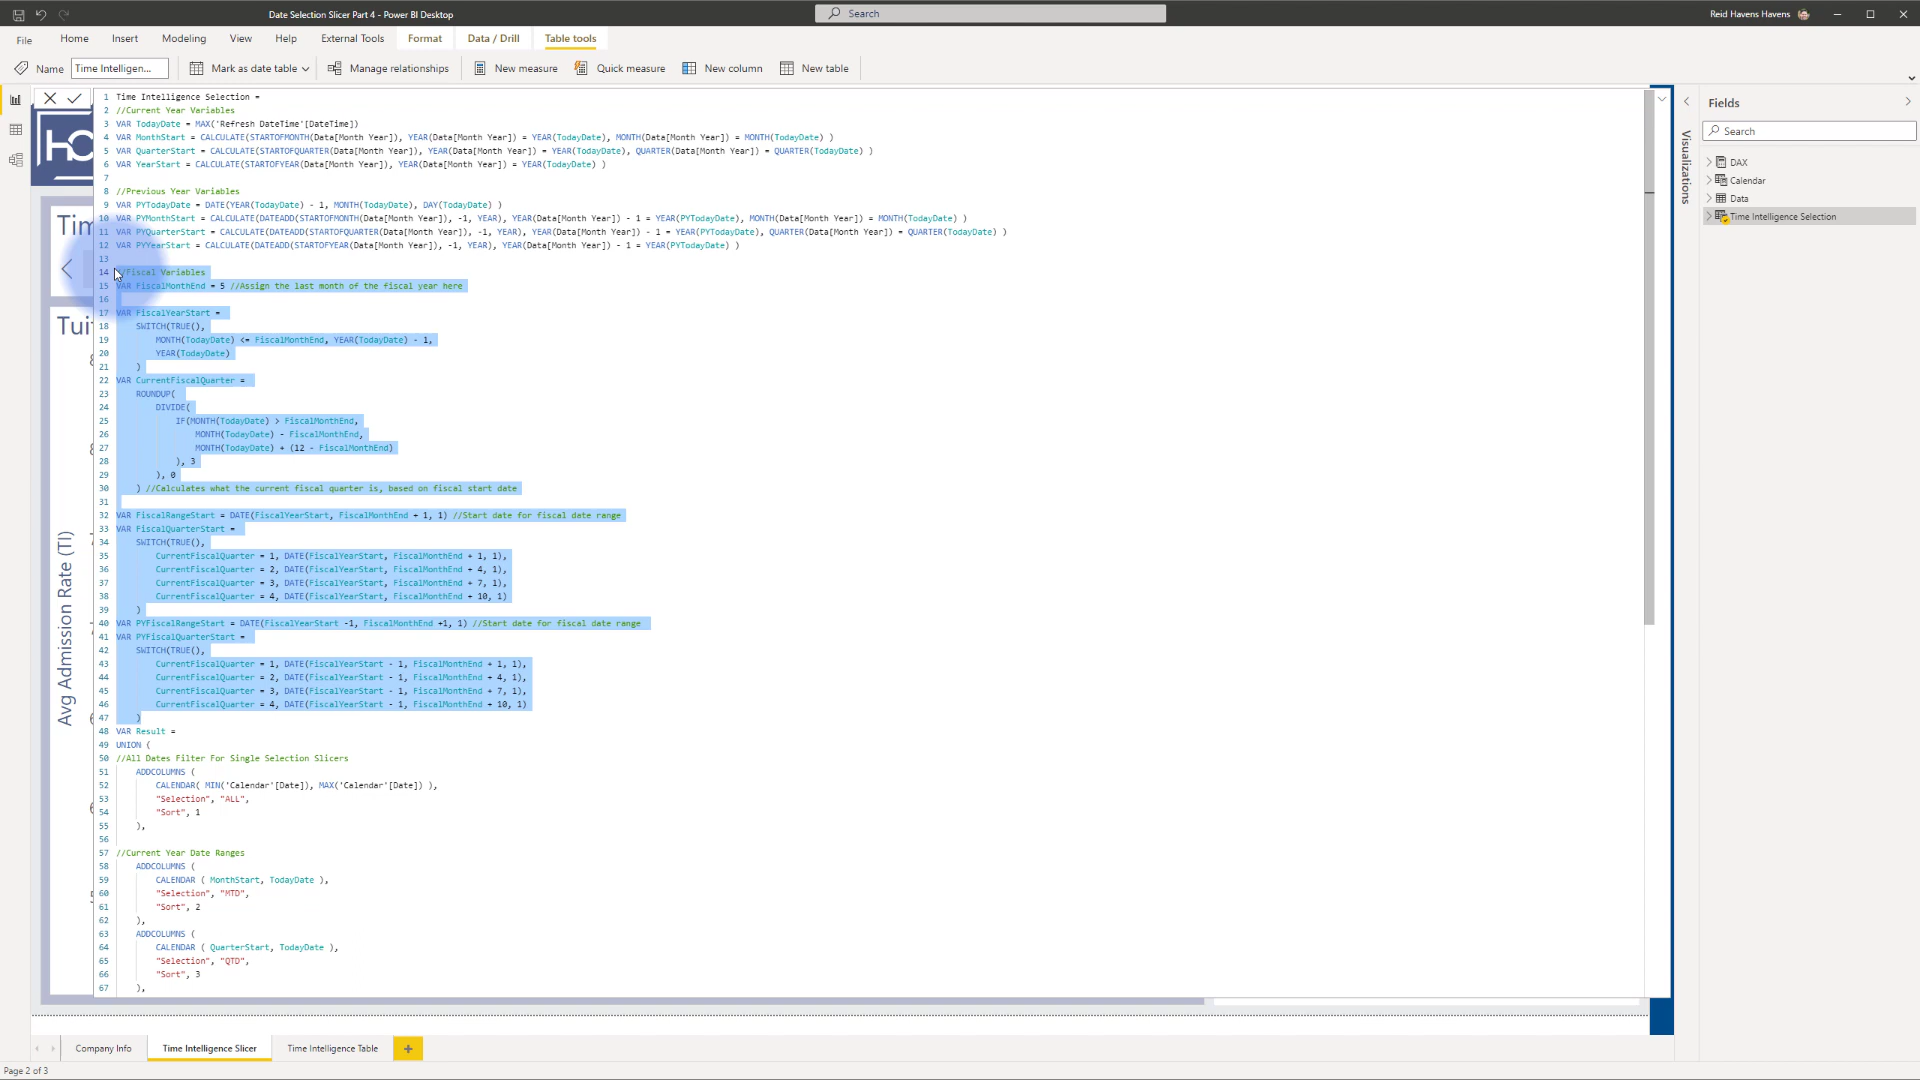 Date Selection Slicer Part 4 - Power BI Desktop
Search
Reid Havens Havens
File
Home
Insert
Modeling
View
Help
External Tools
Format
Data / Drill
Table tools
Name
Time Intelligen...
Mark as date table
Manage relationships
New measure
Quick measure
New column
New table
1 Time Intelligence Selection =
2 //Current Year Variables
3 VAR TodayDate = MAX('Refresh DateTime'[DateTime])
4 VAR MonthStart = CALCULATE(STARTOFMONTH(Data[Month Year]), YEAR(Data[Month Year]) = YEAR(TodayDate), MONTH(Data[Month Year]) = MONTH(TodayDate) )
5 VAR QuarterStart = CALCULATE(STARTOFQUARTER(Data[Month Year]), YEAR(Data[Month Year]) = YEAR(TodayDate), QUARTER(Data[Month Year]) = QUARTER(TodayDate) )
6 VAR YearStart = CALCULATE(STARTOFYEAR(Data[Month Year]), YEAR(Data[Month Year]) = YEAR(TodayDate) )
7
8 //Previous Year Variables
9 VAR PYTodayDate = DATE(YEAR(TodayDate) - 1, MONTH(TodayDate), DAY(TodayDate) )
10 VAR PYMonthStart = CALCULATE(DATEADD(STARTOFMONTH(Data[Month Year]), -1, YEAR), YEAR(Data[Month Year]) - 1 = YEAR(PYTodayDate), MONTH(Data[Month Year]) = MONTH(TodayDate) )
11 VAR PYQuarterStart = CALCULATE(DATEADD(STARTOFQUARTER(Data[Month Year]), -1, YEAR), YEAR(Data[Month Year]) - 1 = YEAR(PYTodayDate), QUARTER(Data[Month Year]) = QUARTER(TodayDate) )
12 VAR PYYearStart = CALCULATE(DATEADD(STARTOFYEAR(Data[Month Year]), -1, YEAR), YEAR(Data[Month Year]) - 1 = YEAR(PYTodayDate) )
13
14 //Fiscal Variables
15 VAR FiscalMonthEnd = 5 //Assign the last month of the fiscal year here
16
17 VAR FiscalYearStart =
18 SWITCH(TRUE(),
19 MONTH(TodayDate) <= FiscalMonthEnd, YEAR(TodayDate) - 1,
20 YEAR(TodayDate)
21 )
22 VAR CurrentFiscalQuarter =
23 ROUNDUP(
24 DIVIDE(
25 IF(MONTH(TodayDate) > FiscalMonthEnd,
26 MONTH(TodayDate) - FiscalMonthEnd,
27 MONTH(TodayDate) + (12 - FiscalMonthEnd)
28 ), 3
29 ), 0
30 ) //Calculates what the current fiscal quarter is, based on fiscal start date
31
32 VAR FiscalRangeStart = DATE(FiscalYearStart, FiscalMonthEnd + 1, 1) //Start date for fiscal date range
33 VAR FiscalQuarterStart =
34 SWITCH(TRUE(),
35 CurrentFiscalQuarter = 1, DATE(FiscalYearStart, FiscalMonthEnd + 1, 1),
36 CurrentFiscalQuarter = 2, DATE(FiscalYearStart, FiscalMonthEnd + 4, 1),
37 CurrentFiscalQuarter = 3, DATE(FiscalYearStart, FiscalMonthEnd + 7, 1),
38 CurrentFiscalQuarter = 4, DATE(FiscalYearStart, FiscalMonthEnd + 10, 1)
39 )
40 VAR PYFiscalRangeStart = DATE(FiscalYearStart -1, FiscalMonthEnd +1, 1) //Start date for fiscal date range
41 VAR PYFiscalQuarterStart =
42 SWITCH(TRUE(),
43 CurrentFiscalQuarter = 1, DATE(FiscalYearStart - 1, FiscalMonthEnd + 1, 1),
44 CurrentFiscalQuarter = 2, DATE(FiscalYearStart - 1, FiscalMonthEnd + 4, 1),
45 CurrentFiscalQuarter = 3, DATE(FiscalYearStart - 1, FiscalMonthEnd + 7, 1),
46 CurrentFiscalQuarter = 4, DATE(FiscalYearStart - 1, FiscalMonthEnd + 10, 1)
47 )
48 VAR Result =
49 UNION (
50 //All Dates Filter For Single Selection Slicers
51 ADDCOLUMNS (
52 CALENDAR( MIN('Calendar'[Date]), MAX('Calendar'[Date]) ),
53 "Selection", "ALL",
54 "Sort", 1
55 ),
56
57 //Current Year Date Ranges
58 ADDCOLUMNS (
59 CALENDAR ( MonthStart, TodayDate ),
60 "Selection", "MTD",
61 "Sort", 2
62 ),
63 ADDCOLUMNS (
64 CALENDAR ( QuarterStart, TodayDate ),
65 "Selection", "QTD",
66 "Sort", 3
67 ),
Tim
Tuit
Avg Admission Rate (TI)
Visualizations
Fields
Search
DAX
Calendar
Data
Time Intelligence Selection
Company Info
Time Intelligence Slicer
Time Intelligence Table
Page 2 of 3